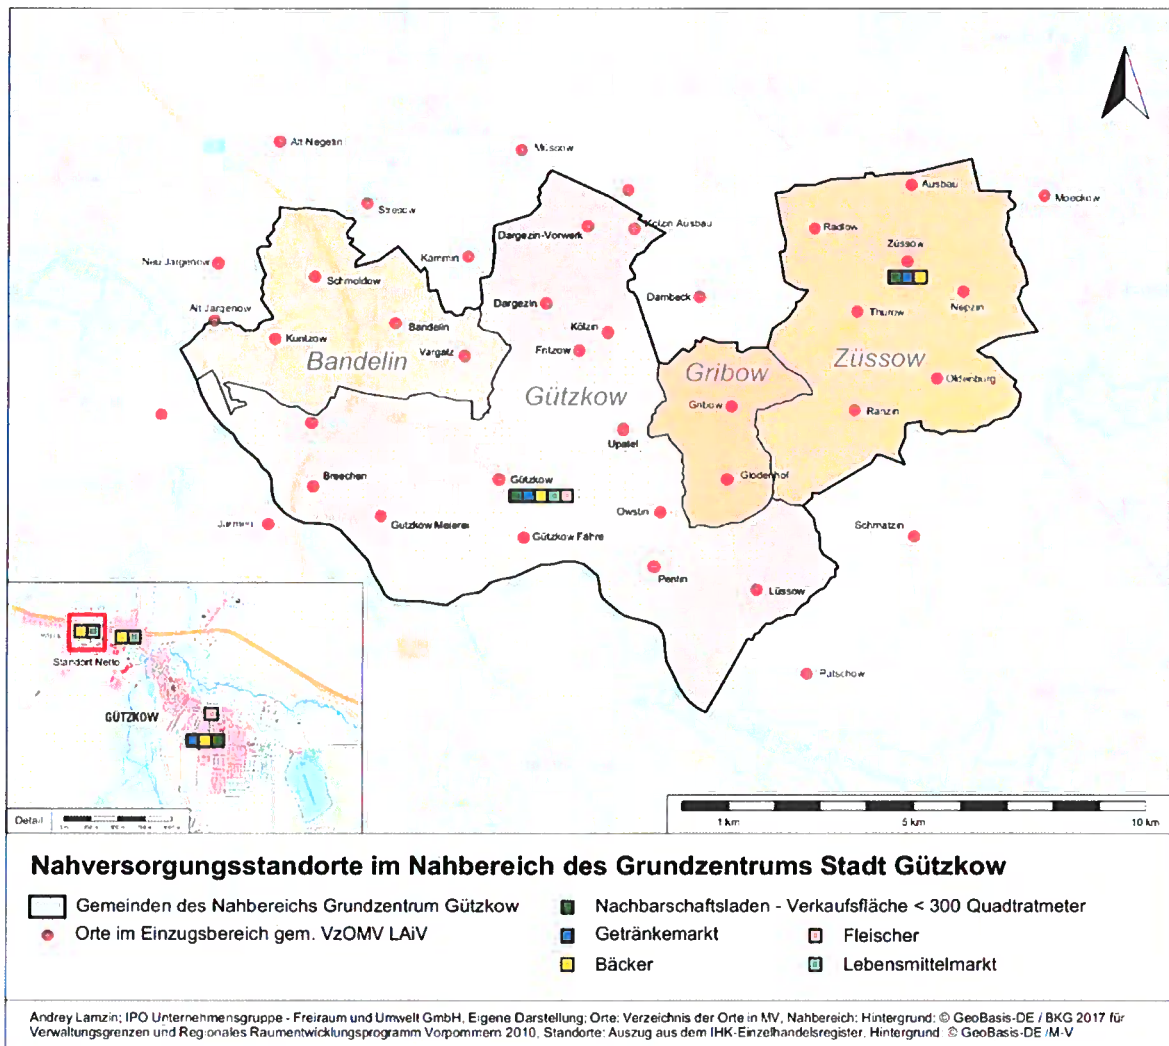 Alt Negelin
Müssow
Stresow
Ausbau
Moeckow
Dargezin-Vorwerk
Kölzin Ausbau
Radlow
Züssow
Neu Jargenow
Kammin
Schmoldow
Dambeck
Nepzin
Alt Jargenow
Dargezin
Thurow
Kuntzow
Bandelin
Kölzin
Vargatz
Fritzow
Bandelin
Gribow
Züssow
Gützkow
Oldenburg
Gribow
Ranzin
Upatel
Gützkow
Glödenhof
Breechen
Owstin
Jarmen
Gützkow Meierei
Gützkow Fähre
Schmatzin
Pentin
Lüssow
Standort Netto
Ratschow
GÜTZKOW
Detail
1 km 5 km 10 km
Nahversorgungsstandorte im Nahbereich des Grundzentrums Stadt Gützkow
Gemeinden des Nahbereichs Grundzentrum Gützkow
Orte im Einzugsbereich gem. VzOMV LAiV
Nachbarschaftsladen - Verkaufsfläche < 300 Quadtratmeter
Getränkemarkt
Fleischer
Bäcker
Lebensmittelmarkt
Andrey Lamzin; IPO Unternehmensgruppe - Freiraum und Umwelt GmbH, Eigene Darstellung; Orte: Verzeichnis der Orte in MV, Nahbereich: Hintergrund: © GeoBasis-DE / BKG 2017 für
Verwaltungsgrenzen und Regionales Raumentwicklungsprogramm Vorpommern 2010, Standorte: Auszug aus dem IHK-Einzelhandelsregister, Hintergrund: © GeoBasis-DE /M-V